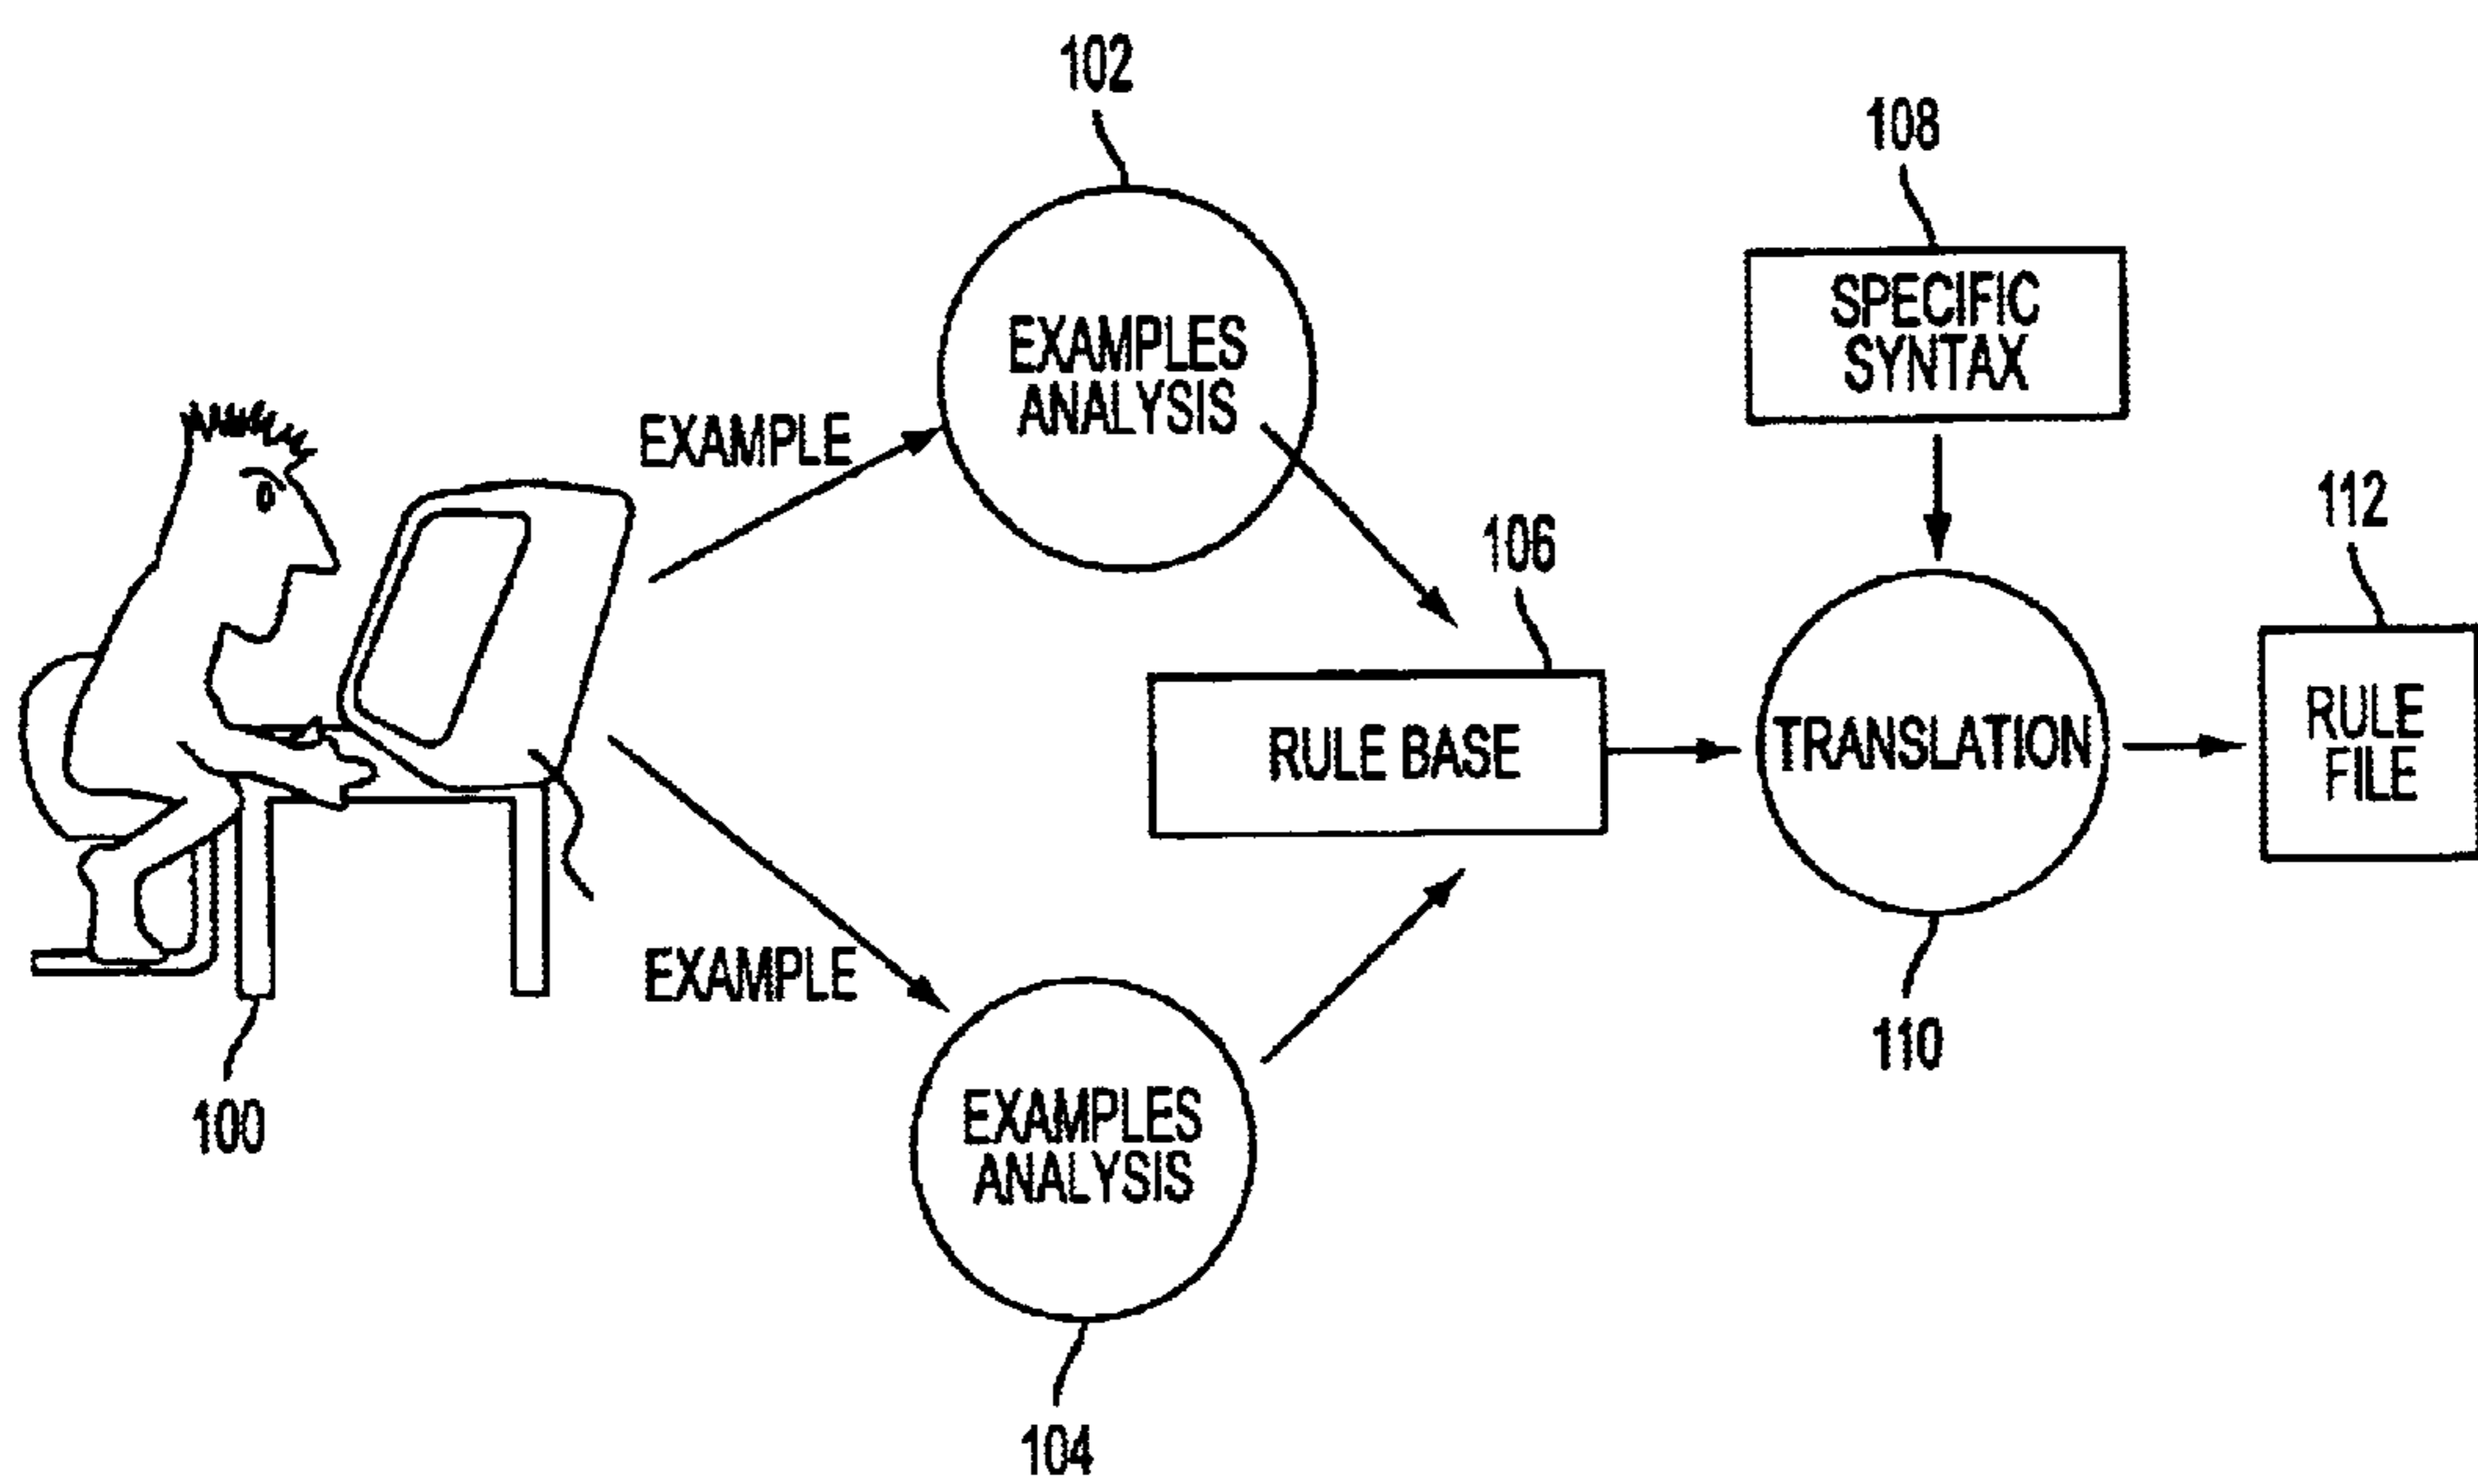 102
108
EXAMPLES
ANALYSIS
SPECIFIC
SYNTAX
EXAMPLE
106
112
RULE BASE
TRANSLATION
RULE
FILE
EXAMPLE
100
110
EXAMPLES
ANALYSIS
104